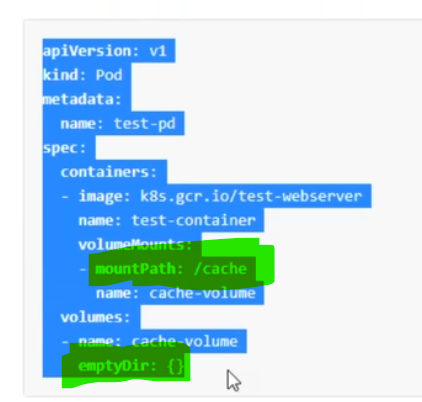 apiVersion: v1
kind: Pod
metadata:
  name: test-pd
spec:
  containers:
  - image: k8s.gcr.io/test-webserver
    name: test-container
    volumeMounts:
    - mountPath: /cache
      name: cache-volume
  volumes:
  - name: cache-volume
    emptyDir: {}